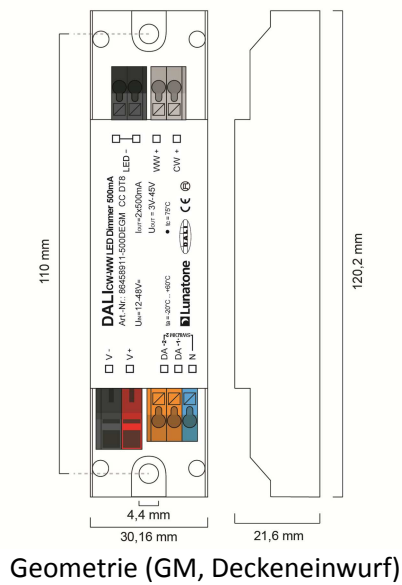 110 mm
120,2 mm
LED -
WW +
CW +
DALI CW-WW LED Dimmer 500mA
Art.-Nr.: 86458911-500DEGM CC DT8
UIN=12-48V= IOUT=2x500mA
UOUT = 3V-45V
ta=-20°C ... +60°C ● tc=75°C
Lunatone DALI CE
V -
V +
DA
DA
N
4,4 mm
30,16 mm
21,6 mm
Geometrie (GM, Deckeneinwurf)